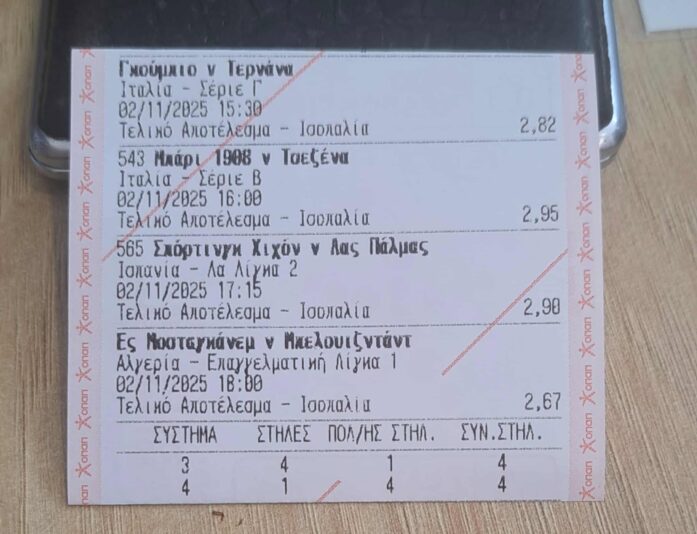 Γκούμπιο ν Τερνάνα
Ιταλία - Σέριε Γ
02/11/2025 15:30
Τελικό Αποτέλεσμα - Ισοπαλία 2,82
543 Μπάρι 1908 ν Τσεζένα
Ιταλία - Σέριε Β
02/11/2025 16:00
Τελικό Αποτέλεσμα - Ισοπαλία 2,95
565 Σπόρτινγκ Χιχόν ν Λας Πάλμας
Ισπανία - Λα Λίγκα 2
02/11/2025 17:15
Τελικό Αποτέλεσμα - Ισοπαλία 2,90
Ες Μοσταγκάνεμ ν Μπελουιζντάντ
Αλγερία - Επαγγελματική Λίγκα 1
02/11/2025 18:00
Τελικό Αποτέλεσμα - Ισοπαλία 2,67
ΣΥΣΤΗΜΑ ΣΤΗΛΕΣ ΠΟΛ/ΗΣ ΣΤΗΛ. ΣΥΝ.ΣΤΗΛ.
3 4 1 4
4 1 4 4
οπαπ